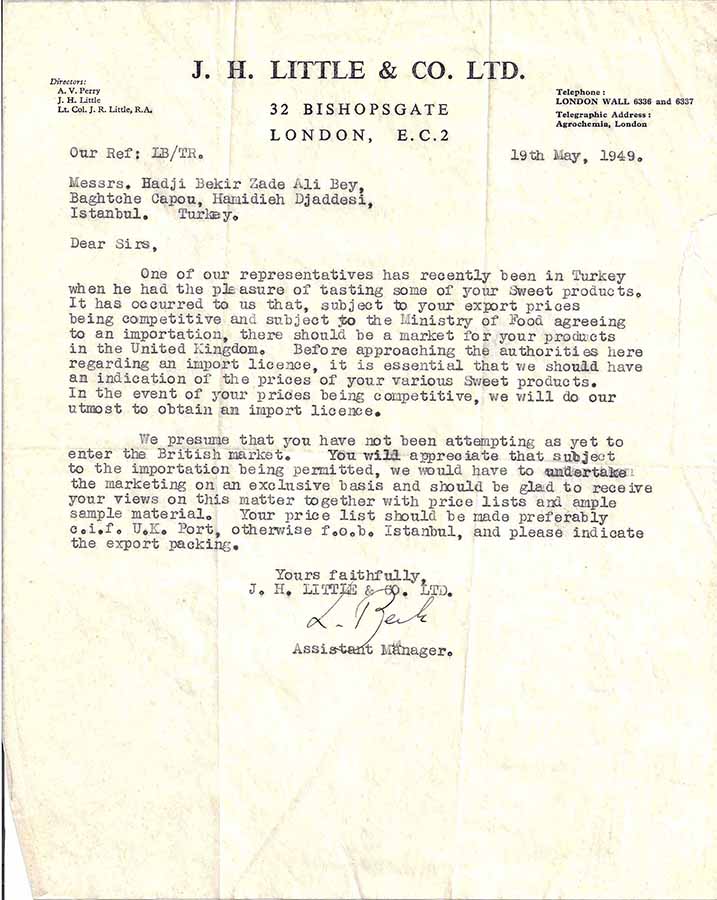 J. H. LITTLE & CO. LTD.
Directors:
A. V. Perry
J. H. Little
Lt. Col. J. R. Little, R.A.
32 BISHOPSGATE
LONDON, E.C.2
Telephone :
LONDON WALL 6336 and 6337
Telegraphic Address :
Agrochemia, London
Our Ref: LB/TR.
19th May, 1949.
Messrs. Hadji Bekir Zade Ali Bey,
Baghtche Capou, Hamidieh Djaddesi,
Istanbul. Turkey.
Dear Sirs,
One of our representatives has recently been in Turkey
when he had the pleasure of tasting some of your Sweet products.
It has occurred to us that, subject to your export prices
being competitive and subject to the Ministry of Food agreeing
to an importation, there should be a market for your products
in the United Kingdom. Before approaching the authorities here
regarding an import licence, it is essential that we should have
an indication of the prices of your various Sweet products.
In the event of your prices being competitive, we will do our
utmost to obtain an import licence.
We presume that you have not been attempting as yet to
enter the British market. You will appreciate that subject
to the importation being permitted, we would have to undertake
the marketing on an exclusive basis and should be glad to receive
your views on this matter together with price lists and ample
sample material. Your price list should be made preferably
c.i.f. U.K. Port, otherwise f.o.b. Istanbul, and please indicate
the export packing.
Yours faithfully,
J. H. LITTLE & CO. LTD.
L.
Assistant Manager.